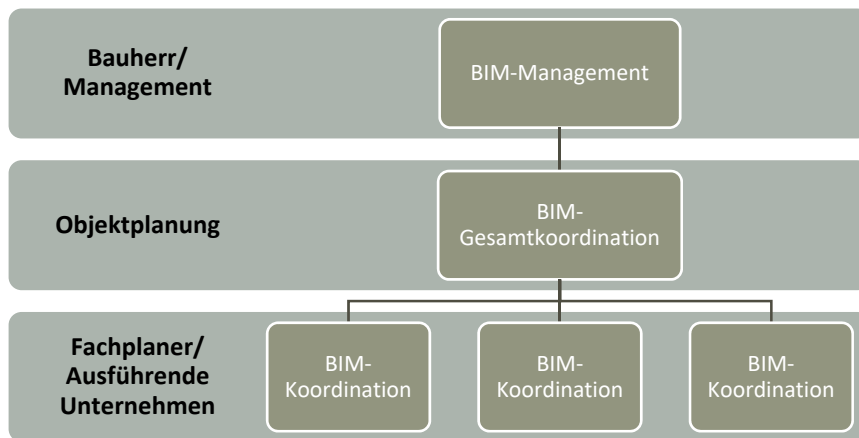 Bauherr/
Management
BIM-Management
Objektplanung
BIM-
Gesamtkoordination
Fachplaner/
Ausführende
Unternehmen
BIM-
Koordination
BIM-
Koordination
BIM-
Koordination